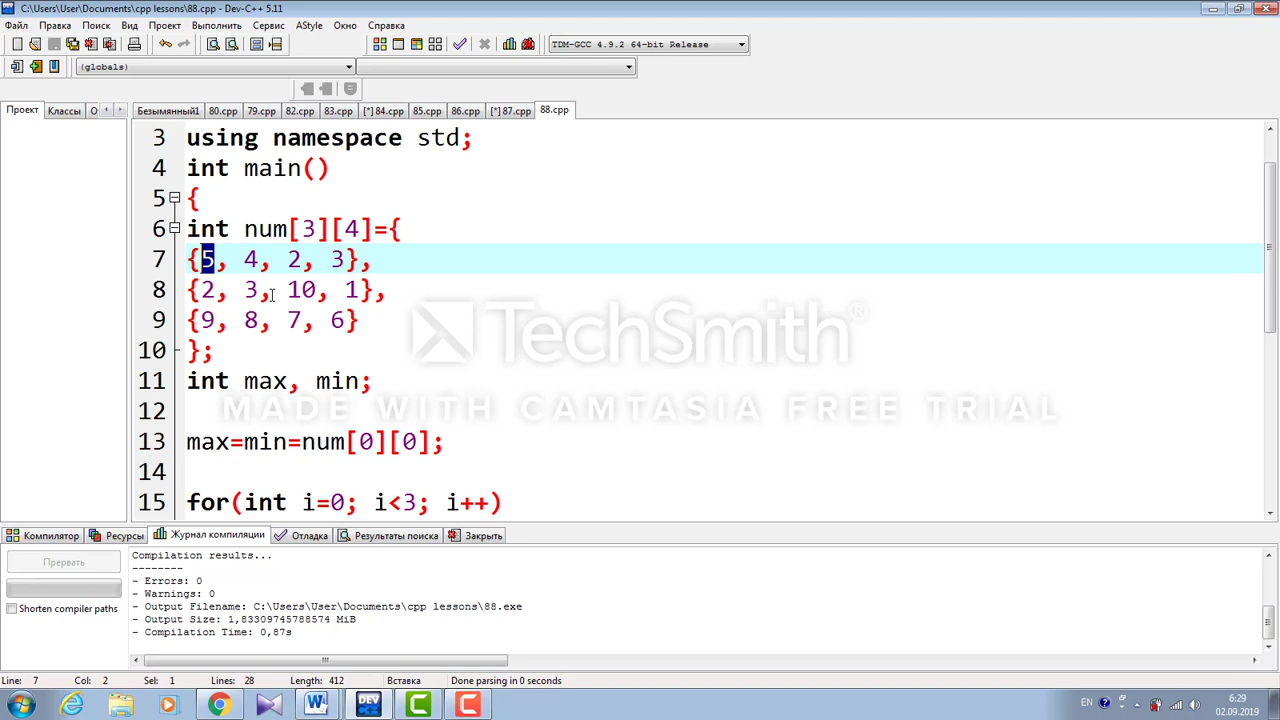 C:\Users\User\Documents\cpp lessons\88.cpp - Dev-C++ 5.11
Файл Правка Поиск Вид Проект Выполнить Сервис AStyle Окно Справка
TDM-GCC 4.9.2 64-bit Release
(globals)
Проект Классы О Безымянный1 80.cpp 79.cpp 82.cpp 83.cpp [*] 84.cpp 85.cpp 86.cpp [*] 87.cpp 88.cpp
3 using namespace std;
4 int main()
5 {
6 int num[3][4]={
7 {5, 4, 2, 3},
8 {2, 3, 10, 1},
9 {9, 8, 7, 6}
10 };
11 int max, min;
12
13 max=min=num[0][0];
14
15 for(int i=0; i<3; i++)
TechSmith®
MADE WITH CAMTASIA FREE TRIAL
Компилятор Ресурсы Журнал компиляции Отладка Результаты поиска Закрыть
Прервать
Shorten compiler paths
Compilation results...
--------
- Errors: 0
- Warnings: 0
- Output Filename: C:\Users\User\Documents\cpp lessons\88.exe
- Output Size: 1,83309745788574 MiB
- Compilation Time: 0,87s
Line: 7 Col: 2 Sel: 1 Lines: 28 Length: 412 Вставка Done parsing in 0 seconds
EN 6:29
02.09.2019